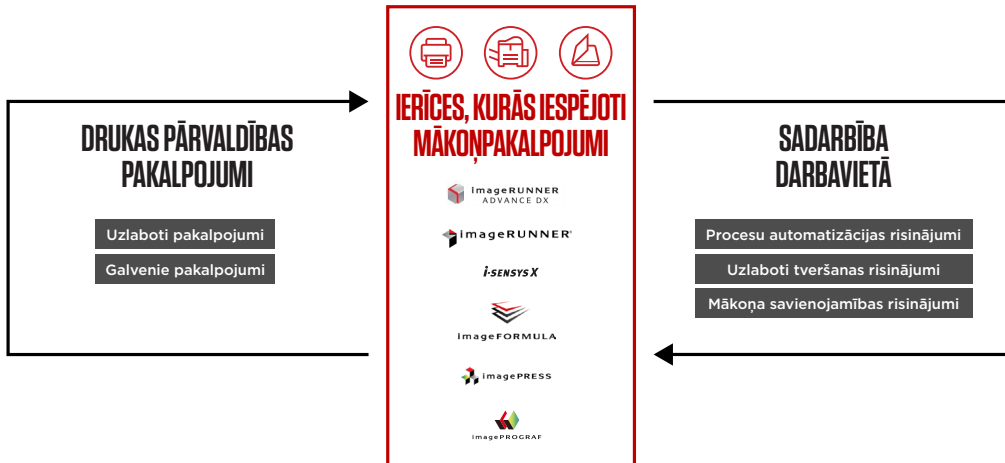 DRUKAS PĀRVALDĪBAS
PAKALPOJUMI
Uzlaboti pakalpojumi
Galvenie pakalpojumi
IERĪCES, KURĀS IESPĒJOTI
MĀKOŅPAKALPOJUMI
imageRUNNER
ADVANCE DX
imageRUNNER®
i-SENSYS X
imageFORMULA
imagePRESS
imagePROGRAF
SADARBĪBA
DARBAVIETĀ
Procesu automatizācijas risinājumi
Uzlaboti tveršanas risinājumi
Mākoņa savienojamības risinājumi